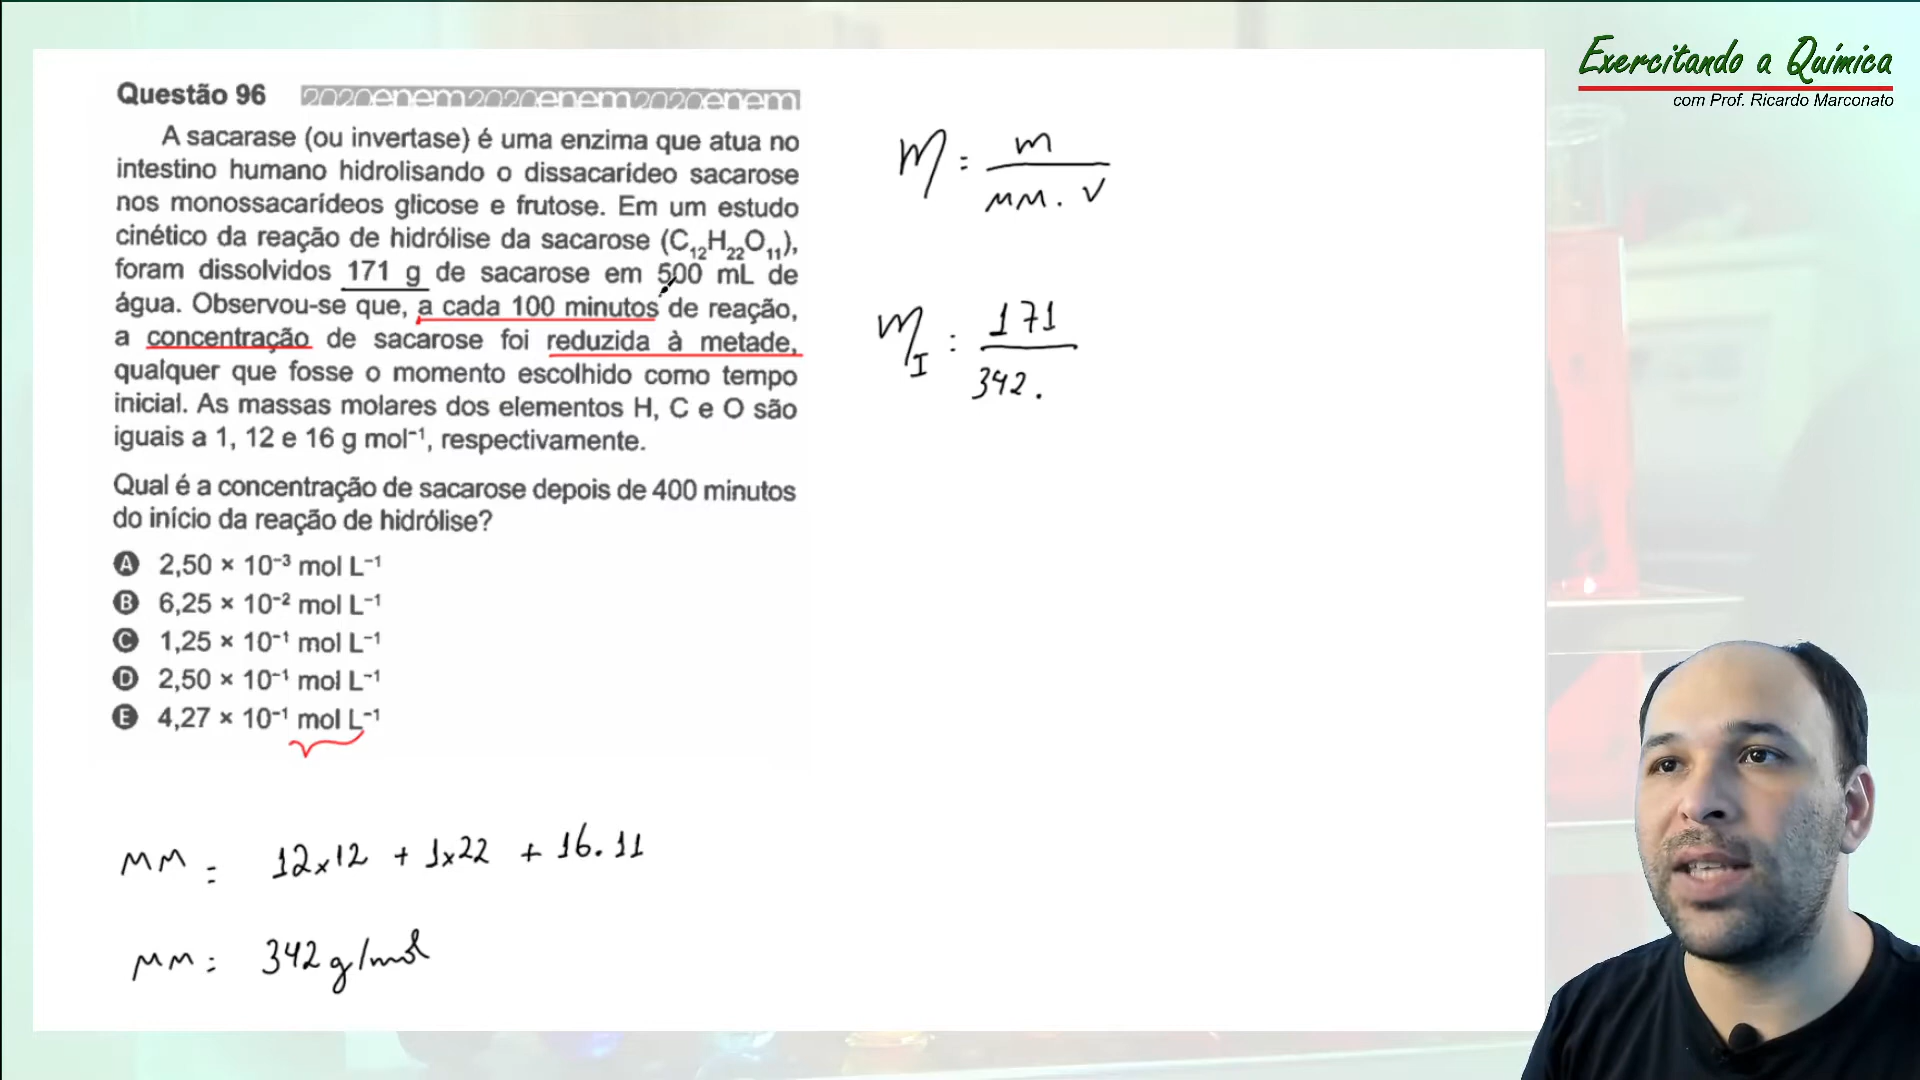 Exercitando a Química
com Prof. Ricardo Marconato
Questão 96 2020enem2020enem2020enem
A sacarase (ou invertase) é uma enzima que atua no
intestino humano hidrolisando o dissacarídeo sacarose
nos monossacarídeos glicose e frutose. Em um estudo
cinético da reação de hidrólise da sacarose (C₁₂H₂₂O₁₁),
foram dissolvidos 171 g de sacarose em 500 mL de
água. Observou-se que, a cada 100 minutos de reação,
a concentração de sacarose foi reduzida à metade,
qualquer que fosse o momento escolhido como tempo
inicial. As massas molares dos elementos H, C e O são
iguais a 1, 12 e 16 g mol⁻¹, respectivamente.
Qual é a concentração de sacarose depois de 400 minutos
do início da reação de hidrólise?
A 2,50 × 10⁻³ mol L⁻¹
B 6,25 × 10⁻² mol L⁻¹
C 1,25 × 10⁻¹ mol L⁻¹
D 2,50 × 10⁻¹ mol L⁻¹
E 4,27 × 10⁻¹ mol L⁻¹
MM = 12x12 + 1x22 + 16.11
MM = 342 g/mol
M = m
MM . V
M I = 171
342 .